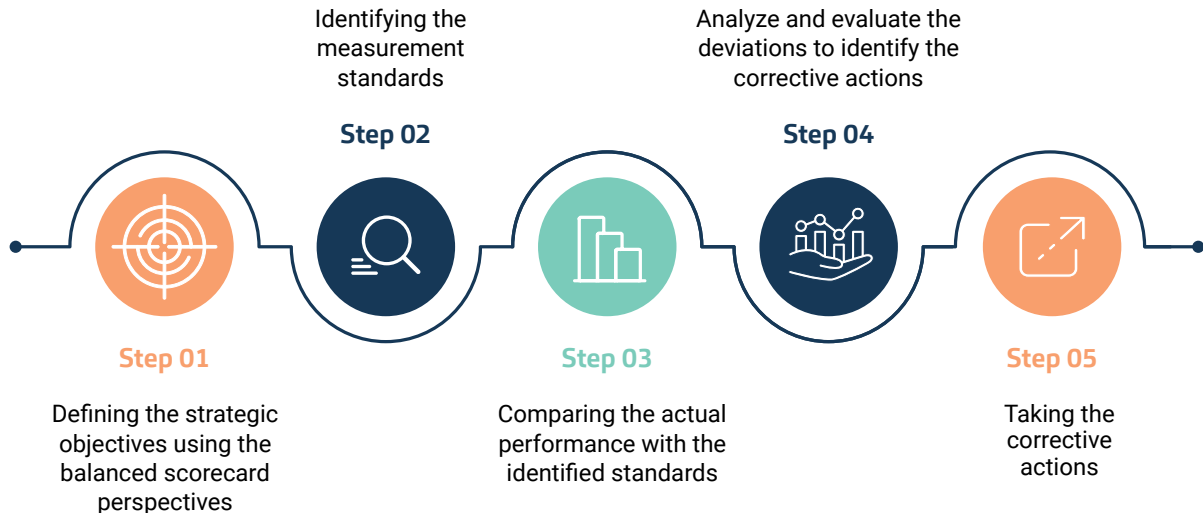 Step 01
Defining the strategic
objectives using the
balanced scorecard
perspectives
Identifying the
measurement
standards
Step 02
Step 03
Comparing the actual
performance with the
identified standards
Analyze and evaluate the
deviations to identify the
corrective actions
Step 04
Step 05
Taking the
corrective
actions